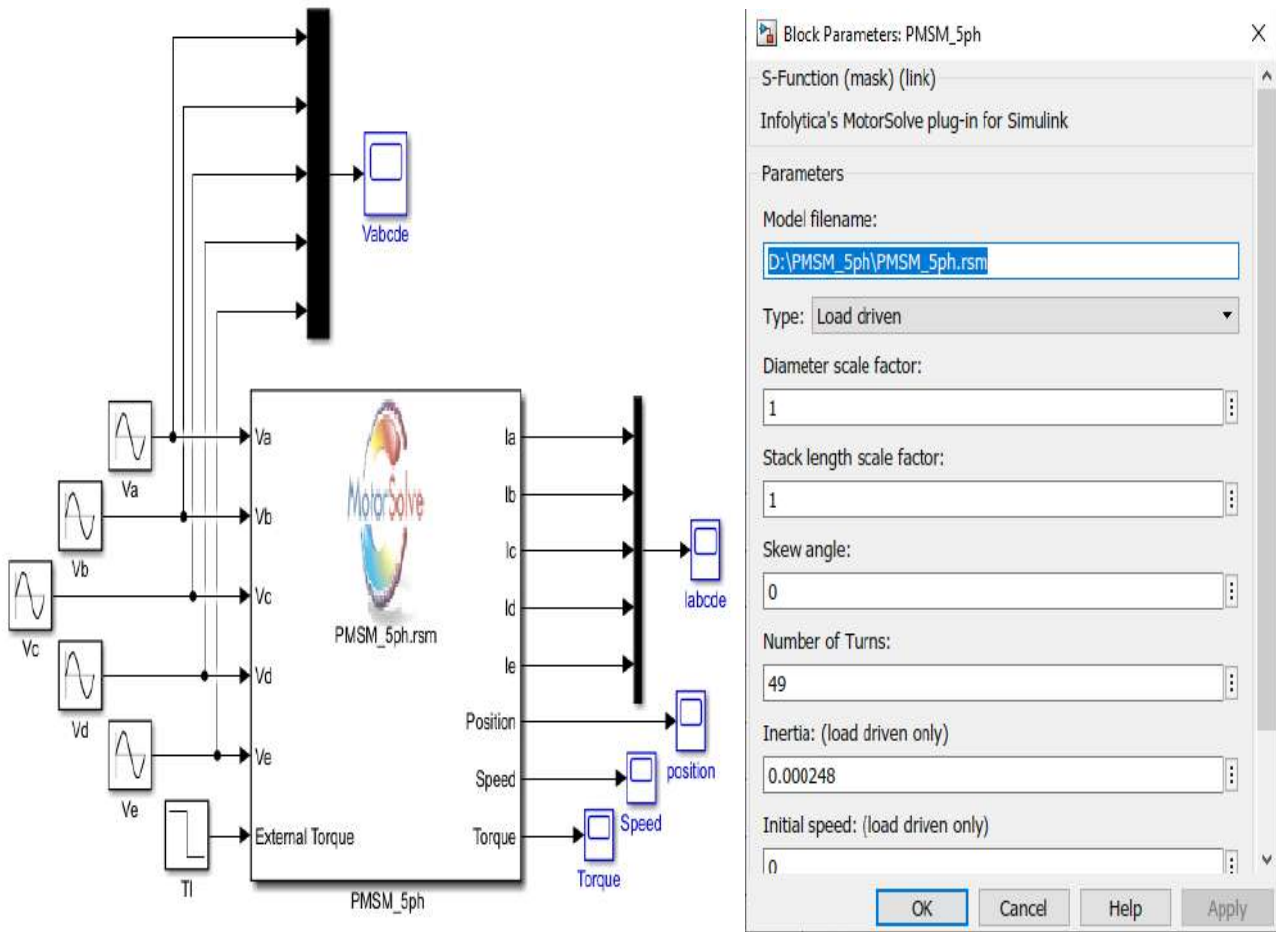 Vabcde
Va
Vb
Vc
Vd
Ve
Tl
Va
Vb
Vc
Vd
Ve
External Torque
MotorSolve
PMSM_5ph.rsm
Ia
Ib
Ic
Id
Ie
Position
Speed
Torque
PMSM_5ph
Iabcde
position
Speed
Torque
Block Parameters: PMSM_5ph
S-Function (mask) (link)
Infolytica's MotorSolve plug-in for Simulink
Parameters
Model filename:
D:\PMSM_5ph\PMSM_5ph.rsm
Type: Load driven
Diameter scale factor:
1
Stack length scale factor:
1
Skew angle:
0
Number of Turns:
49
Inertia: (load driven only)
0.000248
Initial speed: (load driven only)
0
OK Cancel Help Apply